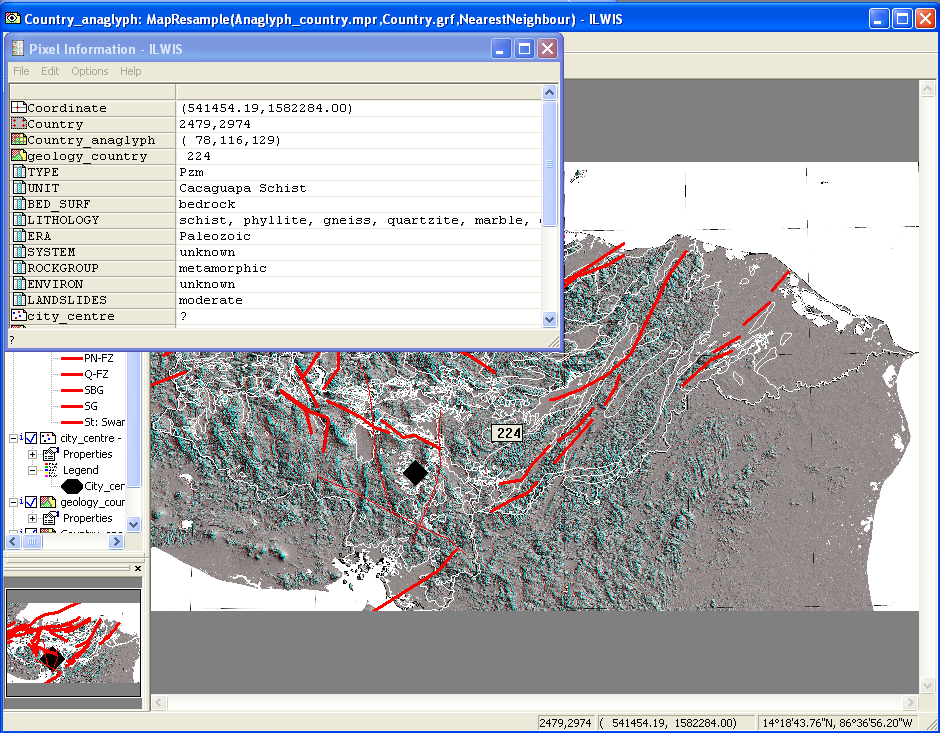 Country_anaglyph: MapResample(Anaglyph_country.mpr,Country.grf,NearestNeighbour) - ILWIS
Pixel Information - ILWIS
File Edit Options Help
Coordinate (541454.19,1582284.00)
Country 2479,2974
Country_anaglyph ( 78,116,129)
geology_country 224
TYPE Pzm
UNIT Cacaguapa Schist
BED_SURF bedrock
LITHOLOGY schist, phyllite, gneiss, quartzite, marble,
ERA Paleozoic
SYSTEM unknown
ROCKGROUP metamorphic
ENVIRON unknown
LANDSLIDES moderate
city_centre ?
?
PN-FZ
Q-FZ
SBG
SG
St: Swar
city_centre -
Properties
Legend
City_cer
geology_cour
Properties
224
2479,2974 ( 541454.19, 1582284.00) 14°18'43.76"N, 86°36'56.20"W